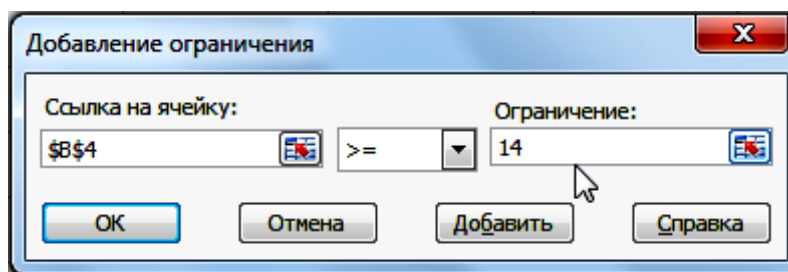 Добавление ограничения
Ссылка на ячейку:
Ограничение:
$B$4
>=
14
ОК
Отмена
Добавить
Справка